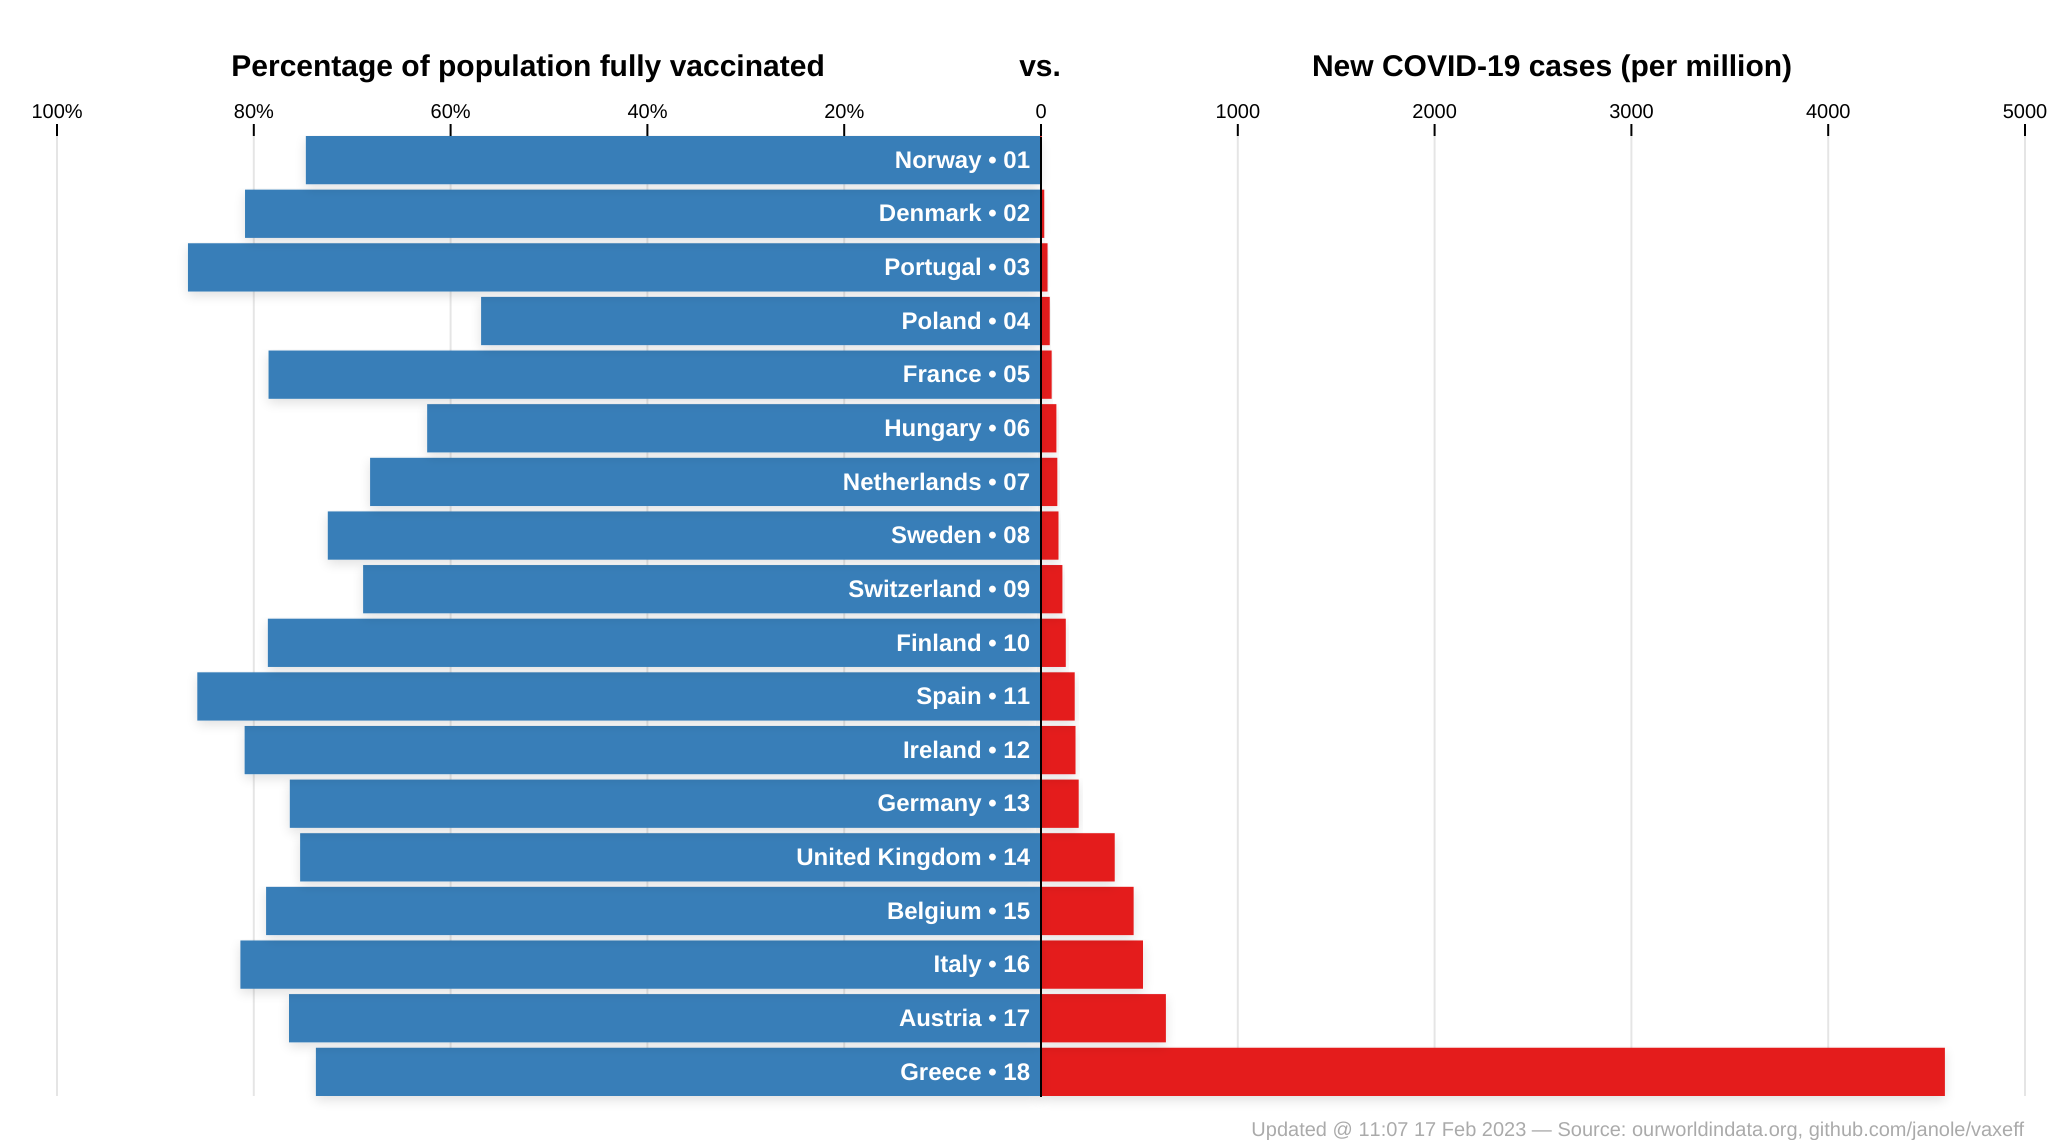 Percentage of population fully vaccinated vs. New COVID-19 cases (per million)
100% 80% 60% 40% 20% 0 1000 2000 3000 4000 5000
Norway • 01
Denmark • 02
Portugal • 03
Poland • 04
France • 05
Hungary • 06
Netherlands • 07
Sweden • 08
Switzerland • 09
Finland • 10
Spain • 11
Ireland • 12
Germany • 13
United Kingdom • 14
Belgium • 15
Italy • 16
Austria • 17
Greece • 18
Updated @ 11:07 17 Feb 2023 — Source: ourworldindata.org, github.com/janole/vaxeff